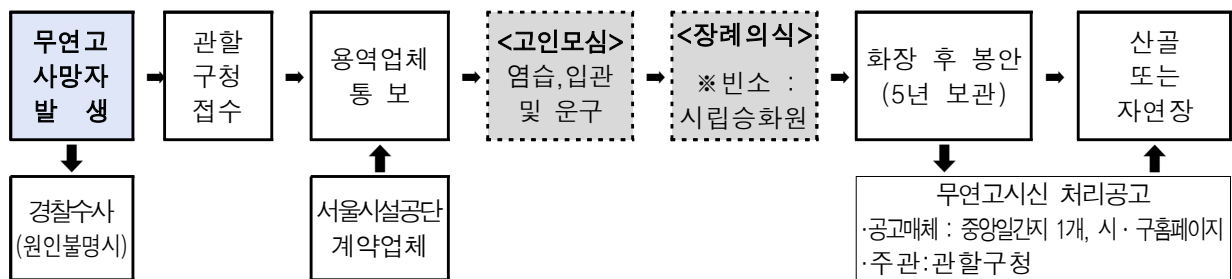 무연고
사망자
발 생
관할
구청
접수
용역업체
통 보
<고인모심>
염습,입관
및 운구
<장례의식>
※빈소 :
시립승화원
화장 후 봉안
(5년 보관)
산골
또는
자연장
경찰수사
(원인불명시)
서울시설공단
계약업체
무연고시신 처리공고
·공고매체 : 중앙일간지 1개, 시 · 구홈페이지
·주관:관할구청